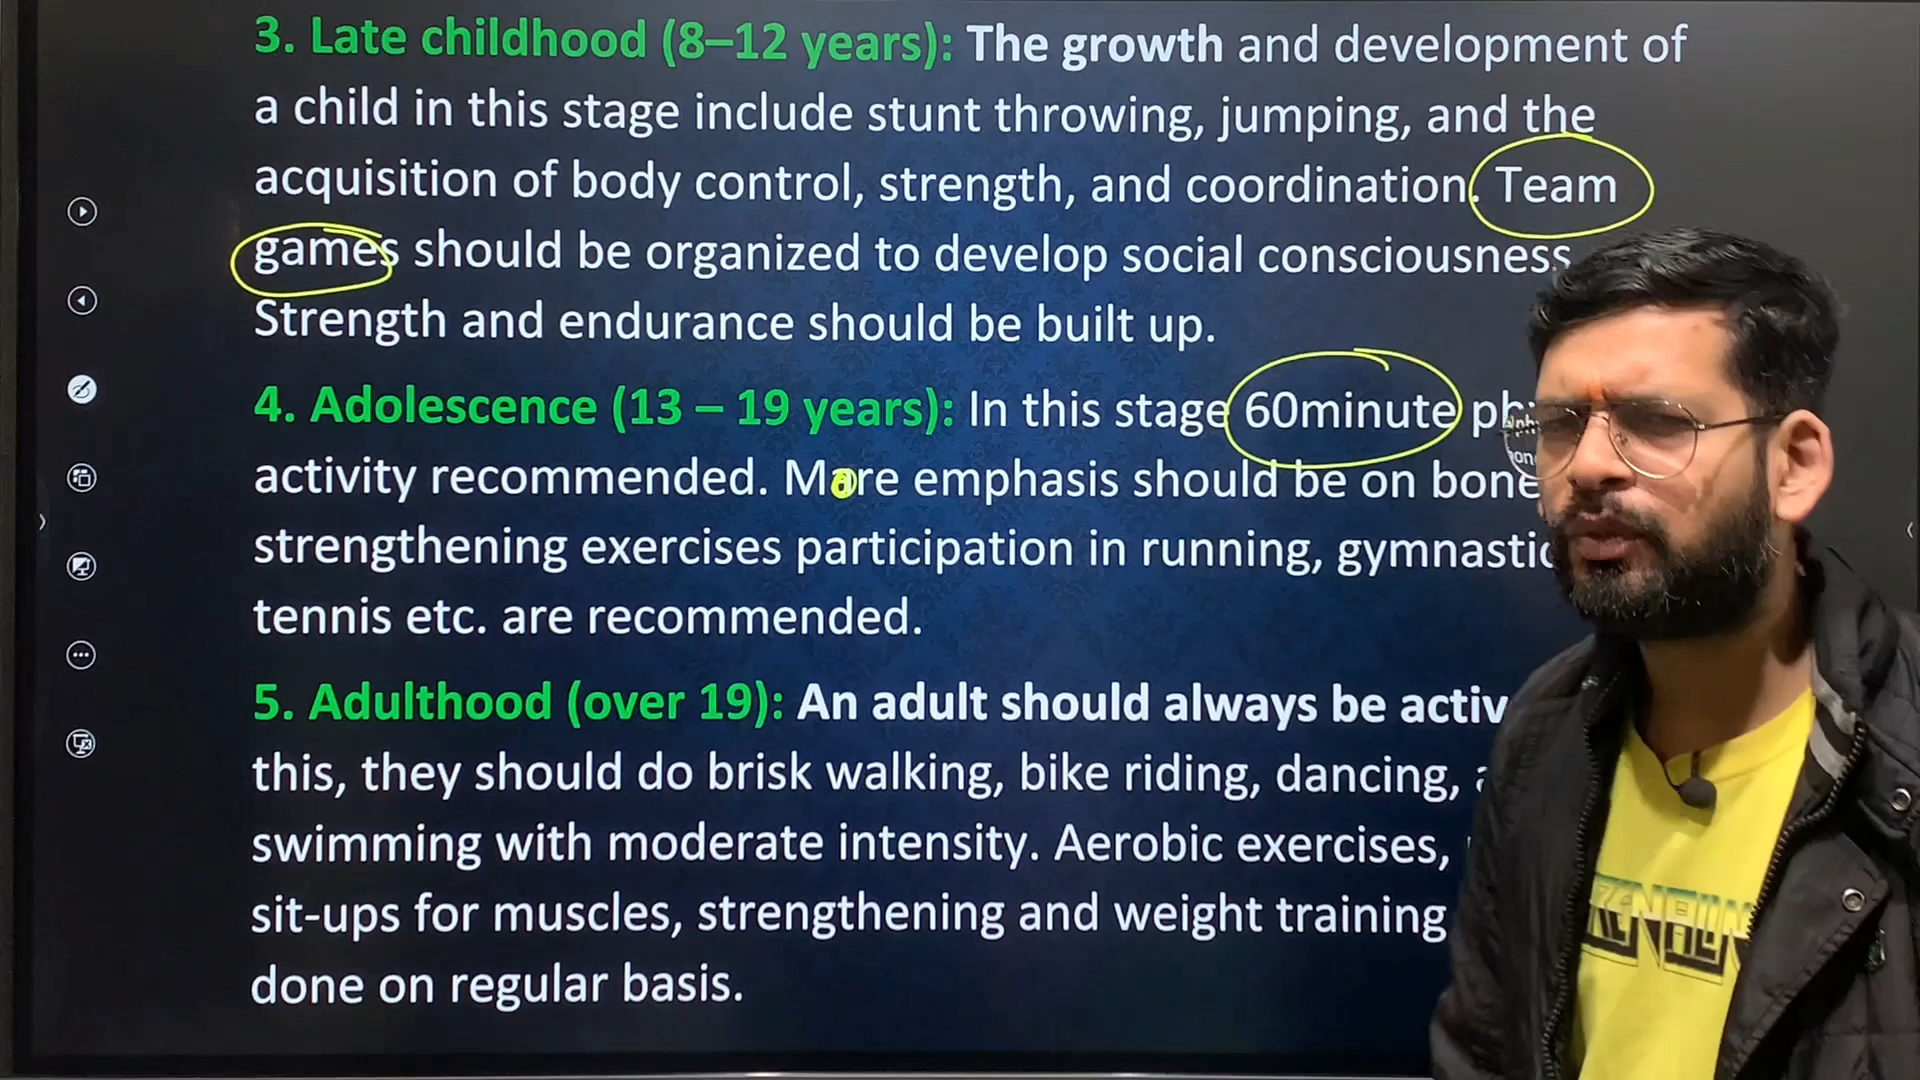 3. Late childhood (8–12 years): The growth and development of
a child in this stage include stunt throwing, jumping, and the
acquisition of body control, strength, and coordination. Team
games should be organized to develop social consciousness
Strength and endurance should be built up.
4. Adolescence (13 – 19 years): In this stage 60minute
activity recommended. More emphasis should be on bone
strengthening exercises participation in running,
tennis etc. are recommended.
5. Adulthood (over 19): An adult should always be
this, they should do brisk walking, bike riding, dancing,
swimming with moderate intensity. Aerobic exercises,
sit-ups for muscles, strengthening and weight training
done on regular basis.